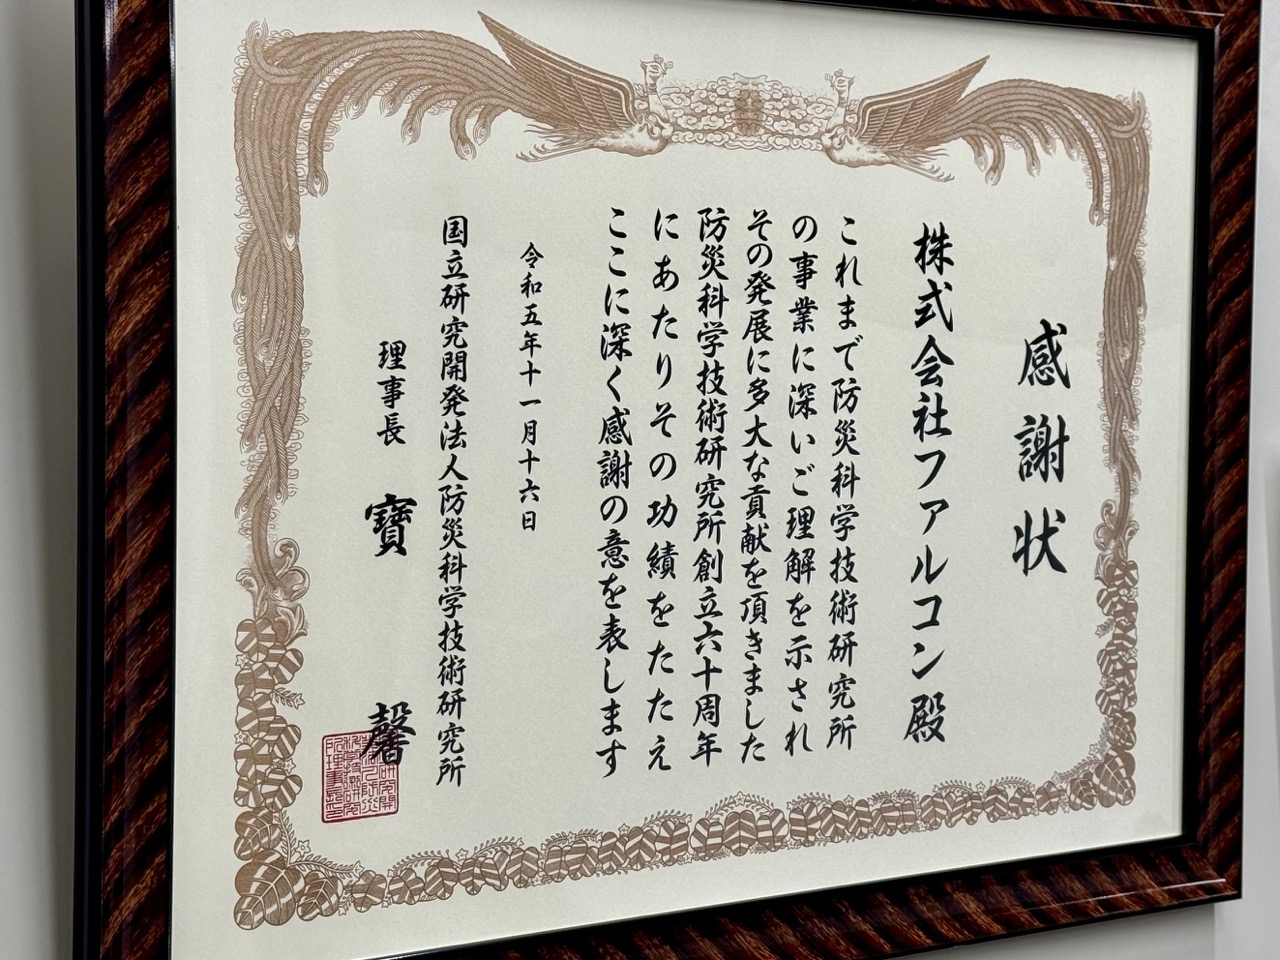 感謝状
株式会社ファルコン殿
これまで防災科学技術研究所
の事業に深いご理解を示され
その発展に多大な貢献を頂きました
防災科学技術研究所創立六十周年
にあたりその功績をたたえ
ここに深く感謝の意を表します
令和五年十一月十六日
国立研究開発法人防災科学技術研究所
理事長 寶 馨